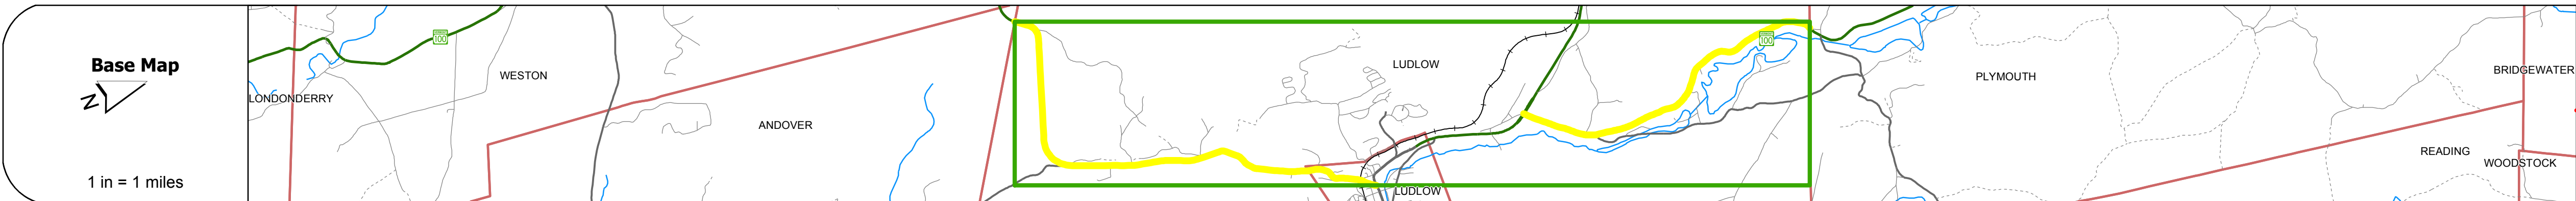 Base Map
N
1 in = 1 miles
100
LONDONDERRY
WESTON
ANDOVER
LUDLOW
LUDLOW
100
PLYMOUTH
BRIDGEWATER
READING
WOODSTOCK